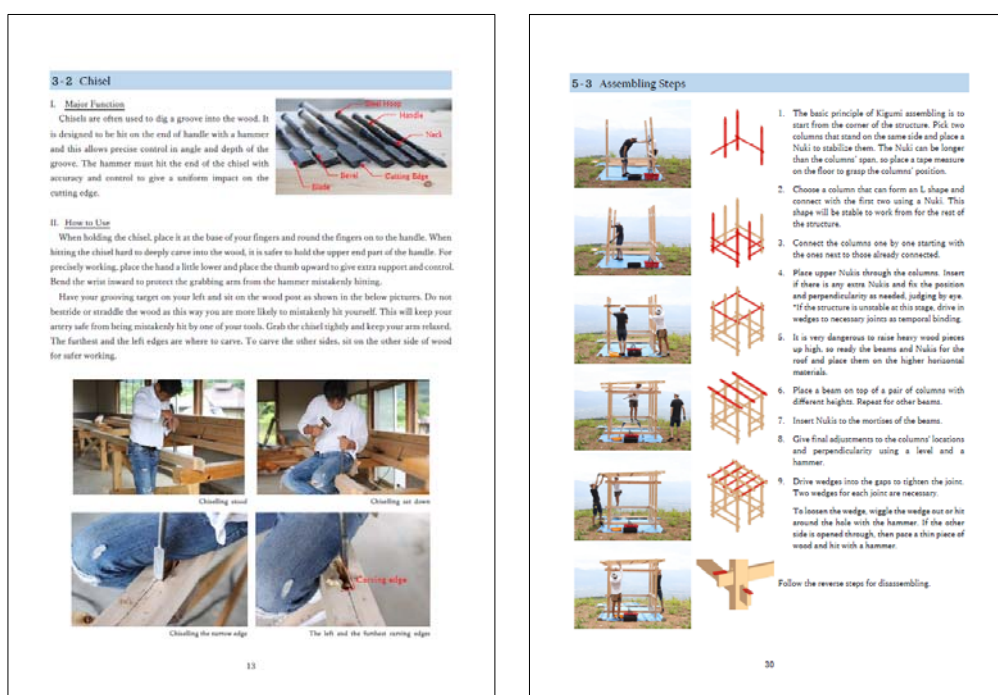 3-2 Chisel
I. Major Function
Chisels are often used to dig a groove into the wood. It
is designed to be hit on the end of handle with a hammer
and this allows precise control in angle and depth of the
groove. The hammer must hit the end of the chisel with
accuracy and control to give a uniform impact on the
cutting edge.
Steel Hoop
Handle
Neck
Cutting Edge
Bevel
Blade
II. How to Use
When holding the chisel, place it at the base of your fingers and round the fingers on to the handle. When
hitting the chisel hard to deeply carve into the wood, it is safer to hold the upper end part of the handle. For
precisely working, place the hand a little lower and place the thumb upward to give extra support and control.
Bend the wrist inward to protect the grabbing arm from the hammer mistakenly hitting.
Have your grooving target on your left and sit on the wood post as shown in the below pictures. Do not
bestride or straddle the wood as this way you are more likely to mistakenly hit yourself. This will keep your
artery safe from being mistakenly hit by one of your tools. Grab the chisel tightly and keep your arm relaxed.
The furthest and the left edges are where to carve. To carve the other sides, sit on the other side of wood
for safer working.
Chiselling stood
Chiselling sat down
Carving edge
Chiselling the narrow edge
The left and the furthest carving edges
13
5-3 Assembling Steps
1. The basic principle of Kigumi assembling is to
start from the corner of the structure. Pick two
columns that stand on the same side and place a
Nuki to stabilize them. The Nuki can be longer
than the columns' span, so place a tape measure
on the floor to grasp the columns' position.
2. Choose a column that can form an L shape and
connect with the first two using a Nuki. This
shape will be stable to work from for the rest of
the structure.
3. Connect the columns one by one starting with
the ones next to those already connected.
4. Place upper Nukis through the columns. Insert
if there is any extra Nukis and fix the position
and perpendicularity as needed, judging by eye.
*If the structure is unstable at this stage, drive in
wedges to necessary joints as temporal binding.
5. It is very dangerous to raise heavy wood pieces
up high, so ready the beams and Nukis for the
roof and place them on the higher horizontal
materials.
6. Place a beam on top of a pair of columns with
different heights. Repeat for other beams.
7. Insert Nukis to the mortises of the beams.
8. Give final adjustments to the columns' locations
and perpendicularity using a level and a
hammer.
9. Drive wedges into the gaps to tighten the joint.
Two wedges for each joint are necessary.
To loosen the wedge, wiggle the wedge out or hit
around the hole with the hammer. If the other
side is opened through, then pace a thin piece of
wood and hit with a hammer.
Follow the reverse steps for disassembling.
30